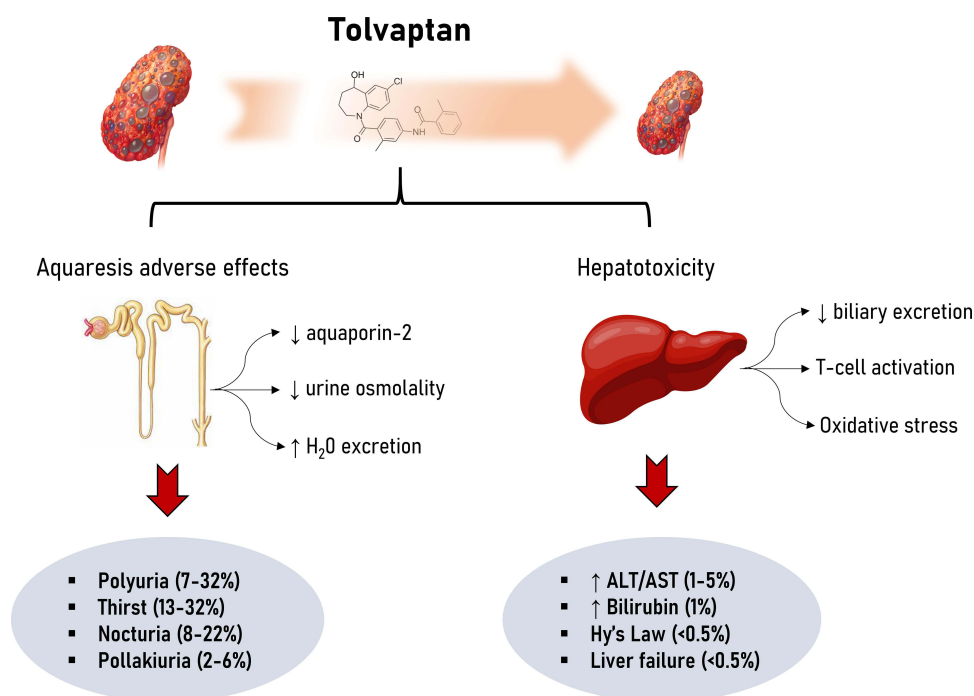 Tolvaptan
OH
Cl
N
O
NH
O
Aquaresis adverse effects
↓ aquaporin-2
↓ urine osmolality
↑ H₂0 excretion
▪ Polyuria (7-32%)
▪ Thirst (13-32%)
▪ Nocturia (8-22%)
▪ Pollakiuria (2-6%)
Hepatotoxicity
↓ biliary excretion
T-cell activation
Oxidative stress
▪ ↑ ALT/AST (1-5%)
▪ ↑ Bilirubin (1%)
▪ Hy's Law (<0.5%)
▪ Liver failure (<0.5%)